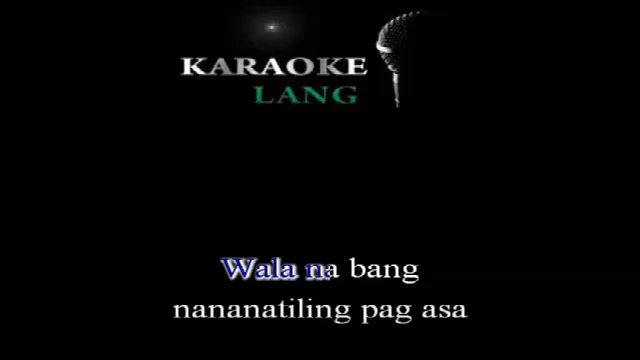 KARAOKE
LANG
Wala na bang
nananatiling pag asa